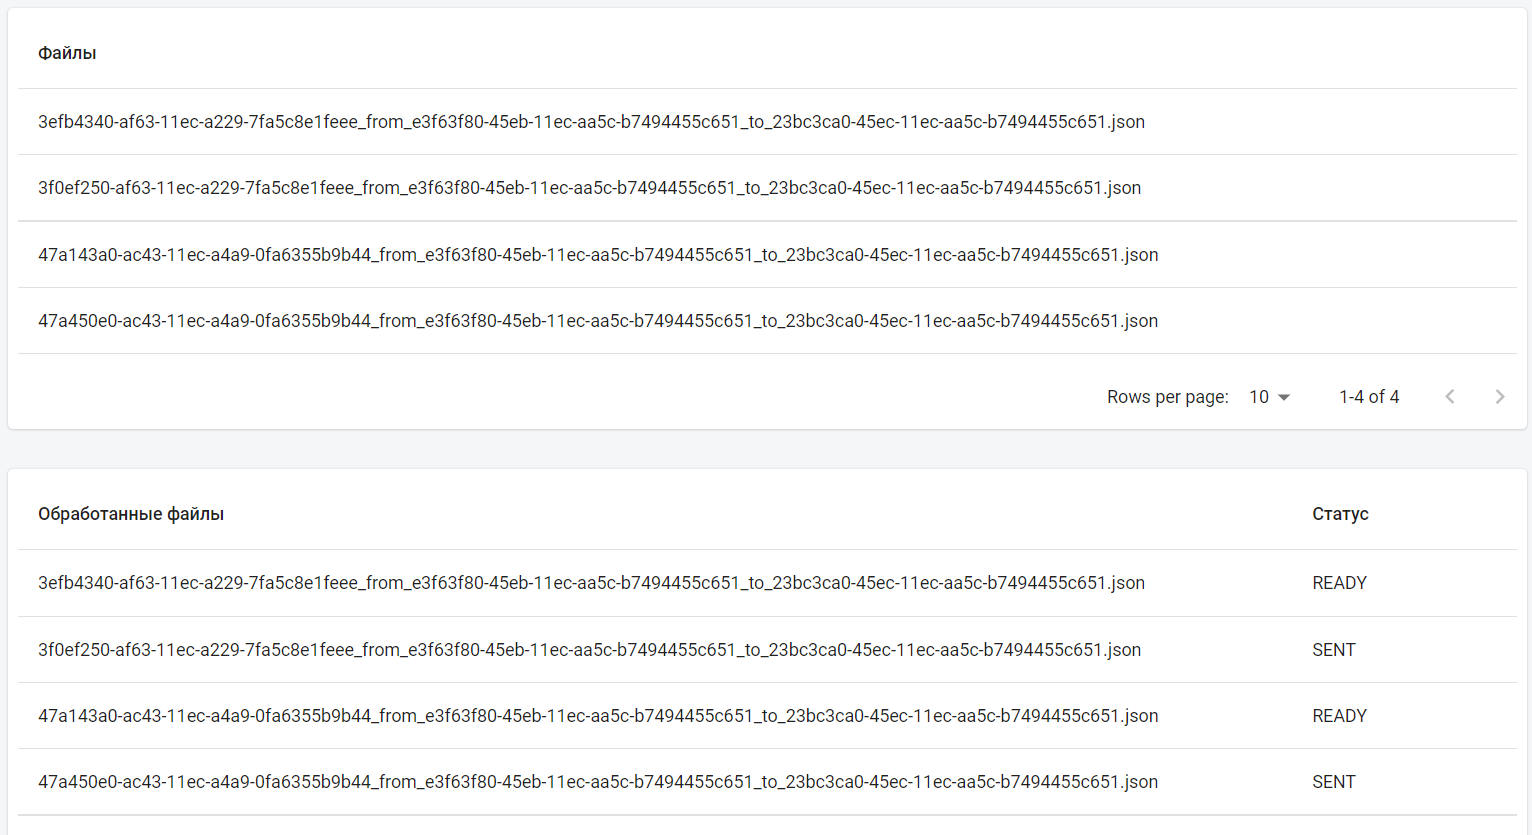 Файлы
3efb4340-af63-11ec-a229-7fa5c8e1feee_from_e3f63f80-45eb-11ec-aa5c-b7494455c651_to_23bc3ca0-45ec-11ec-aa5c-b7494455c651.json
3f0ef250-af63-11ec-a229-7fa5c8e1feee_from_e3f63f80-45eb-11ec-aa5c-b7494455c651_to_23bc3ca0-45ec-11ec-aa5c-b7494455c651.json
47a143a0-ac43-11ec-a4a9-0fa6355b9b44_from_e3f63f80-45eb-11ec-aa5c-b7494455c651_to_23bc3ca0-45ec-11ec-aa5c-b7494455c651.json
47a450e0-ac43-11ec-a4a9-0fa6355b9b44_from_e3f63f80-45eb-11ec-aa5c-b7494455c651_to_23bc3ca0-45ec-11ec-aa5c-b7494455c651.json
Rows per page: 10 1-4 of 4
Обработанные файлы Статус
3efb4340-af63-11ec-a229-7fa5c8e1feee_from_e3f63f80-45eb-11ec-aa5c-b7494455c651_to_23bc3ca0-45ec-11ec-aa5c-b7494455c651.json READY
3f0ef250-af63-11ec-a229-7fa5c8e1feee_from_e3f63f80-45eb-11ec-aa5c-b7494455c651_to_23bc3ca0-45ec-11ec-aa5c-b7494455c651.json SENT
47a143a0-ac43-11ec-a4a9-0fa6355b9b44_from_e3f63f80-45eb-11ec-aa5c-b7494455c651_to_23bc3ca0-45ec-11ec-aa5c-b7494455c651.json READY
47a450e0-ac43-11ec-a4a9-0fa6355b9b44_from_e3f63f80-45eb-11ec-aa5c-b7494455c651_to_23bc3ca0-45ec-11ec-aa5c-b7494455c651.json SENT